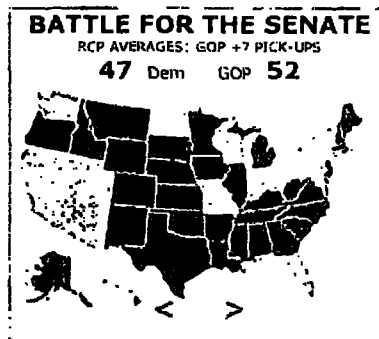 BATTLE FOR THE SENATE
RCP AVERAGES: GOP +7 PICK-UPS
47 Dem GOP 52
< >